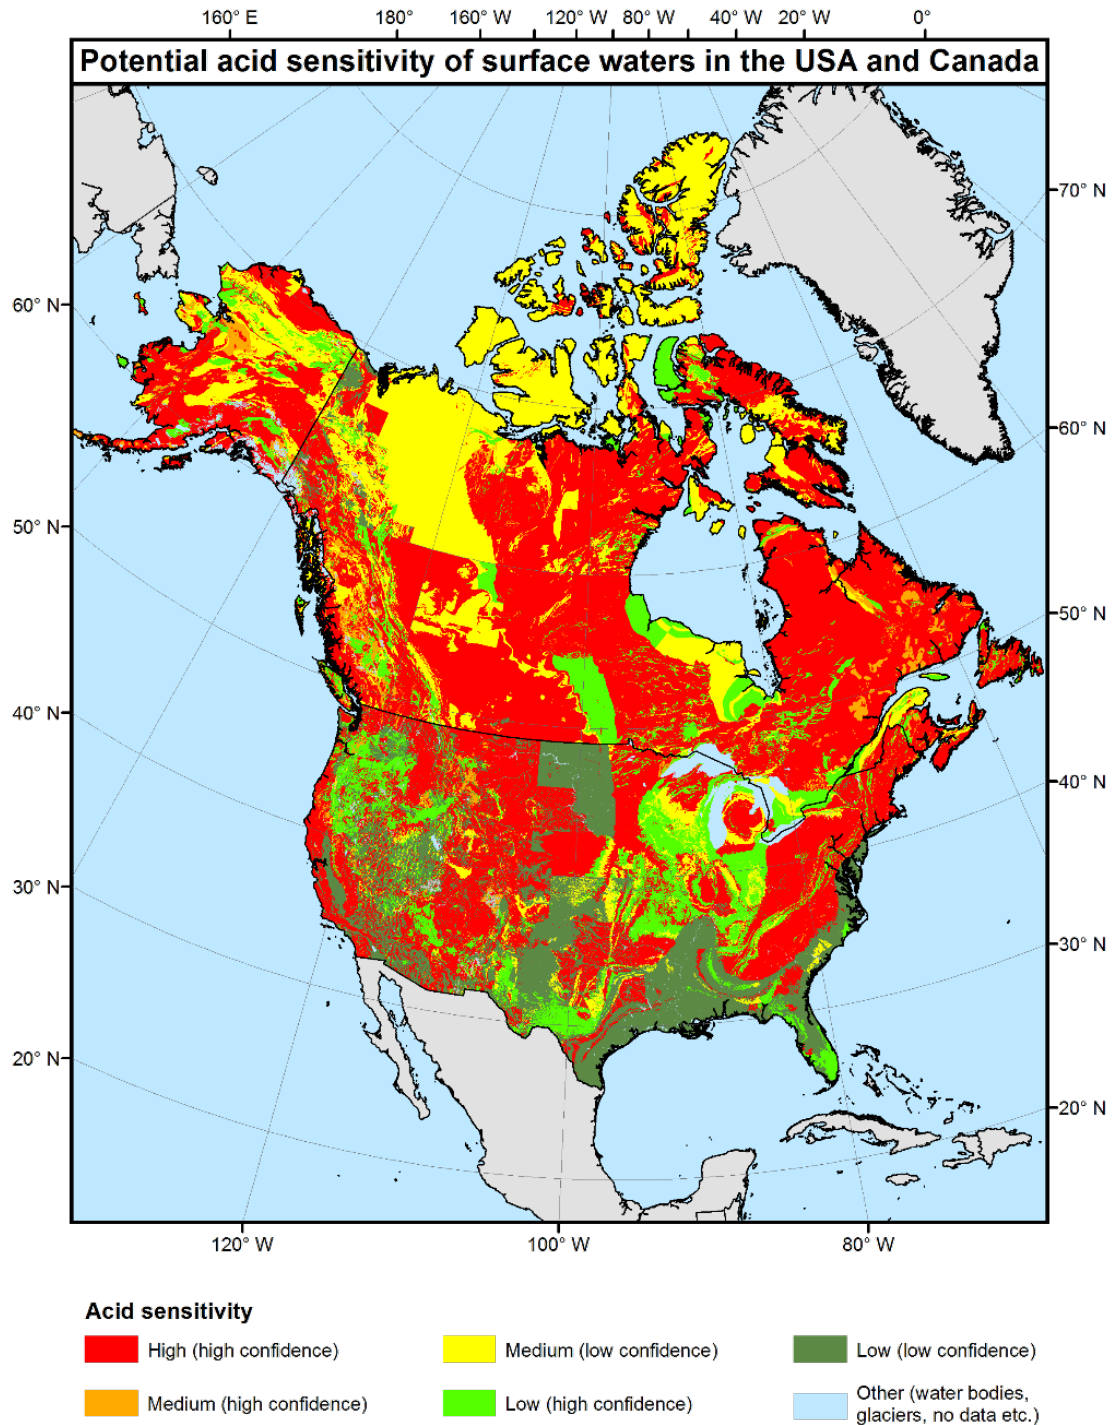 160° E 180° 160° W 120° W 80° W 40° W 20° W 0°
Potential acid sensitivity of surface waters in the USA and Canada
70° N
60° N
60° N
50° N
50° N
40° N
40° N
30° N
30° N
20° N
20° N
120° W 100° W 80° W
Acid sensitivity
High (high confidence) Medium (low confidence) Low (low confidence)
Medium (high confidence) Low (high confidence) Other (water bodies,
glaciers, no data etc.)